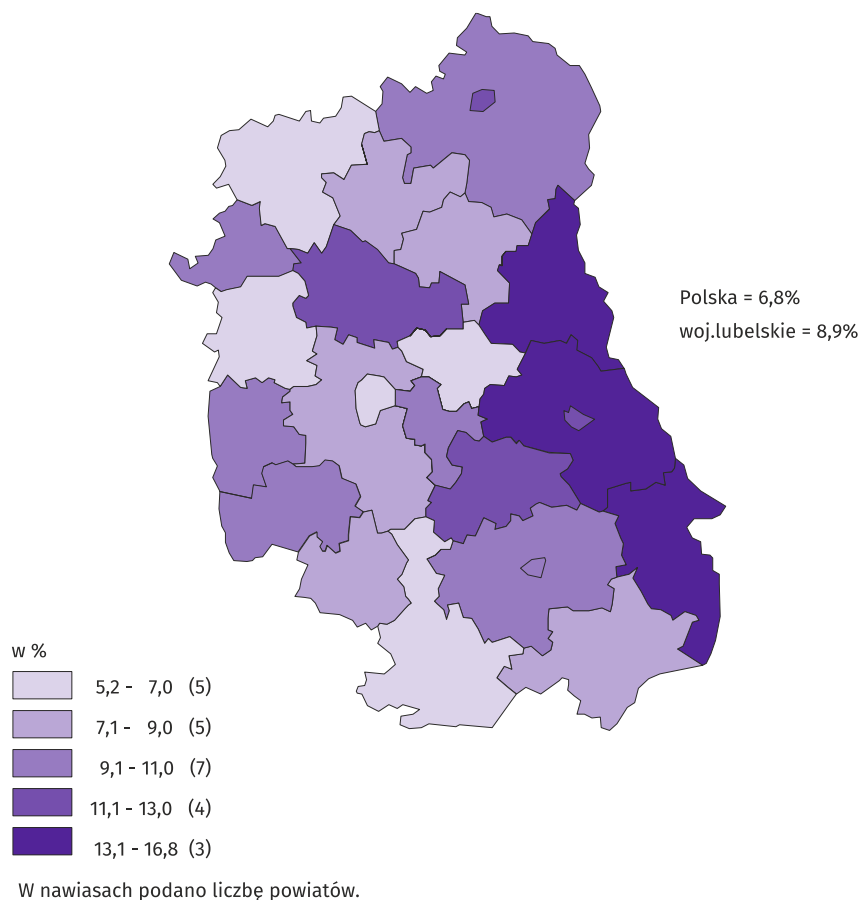 Polska = 6,8%
woj.lubelskie = 8,9%
w %
5,2 - 7,0 (5)
7,1 - 9,0 (5)
9,1 - 11,0 (7)
11,1 - 13,0 (4)
13,1 - 16,8 (3)
W nawiasach podano liczbę powiatów.